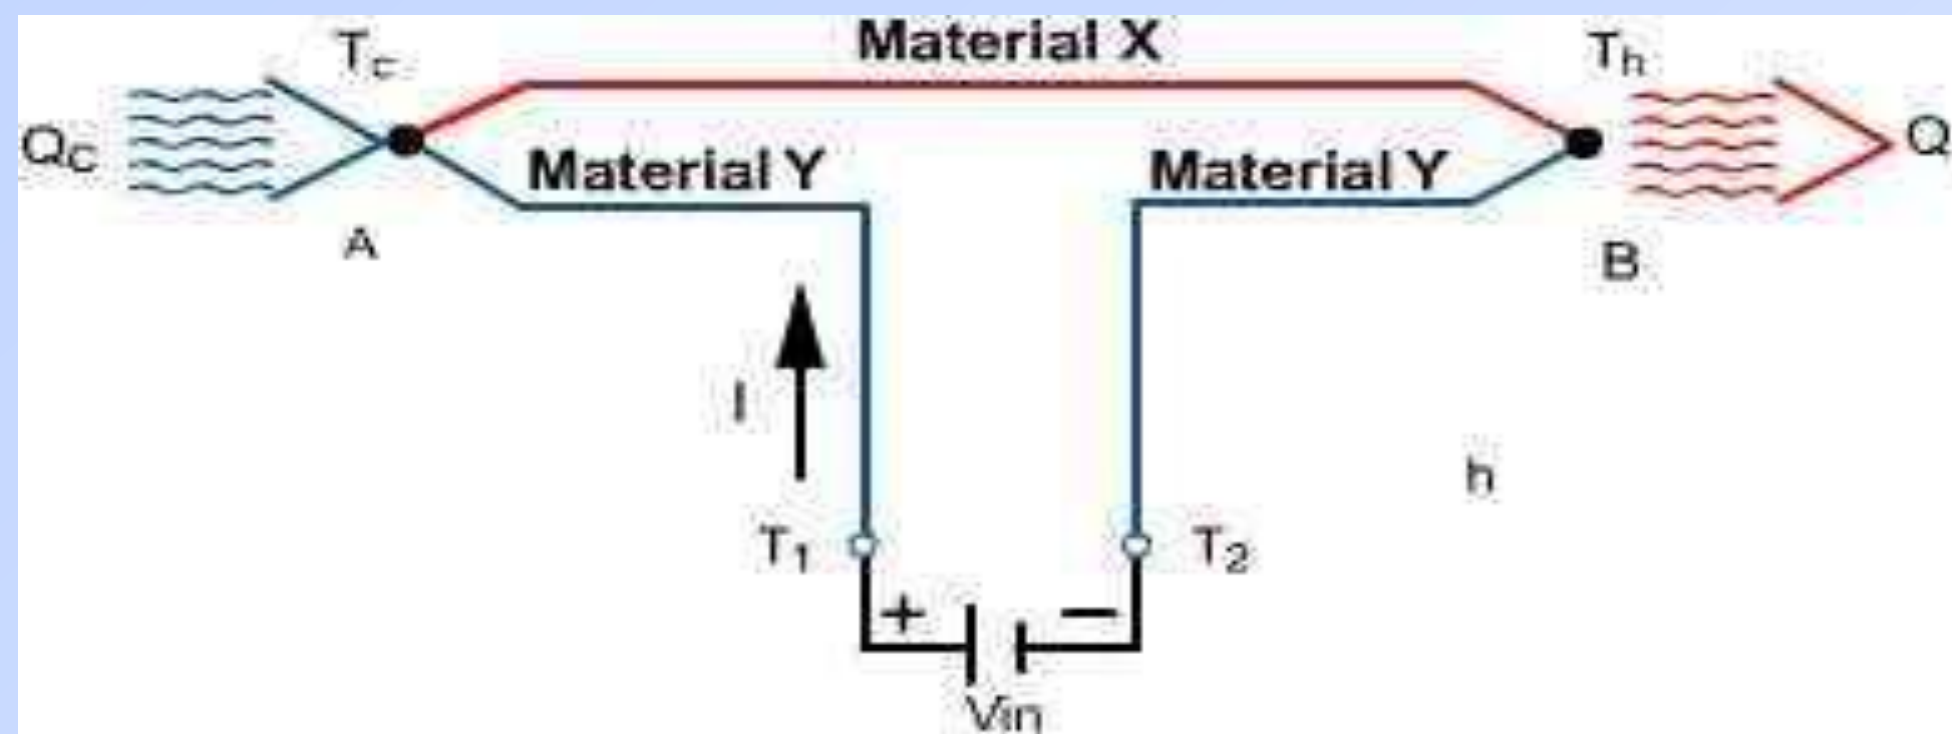 Material X
Tc
Th
Qc
Q
Material Y
Material Y
A
B
I
h
T1
T2
+
−
Vin